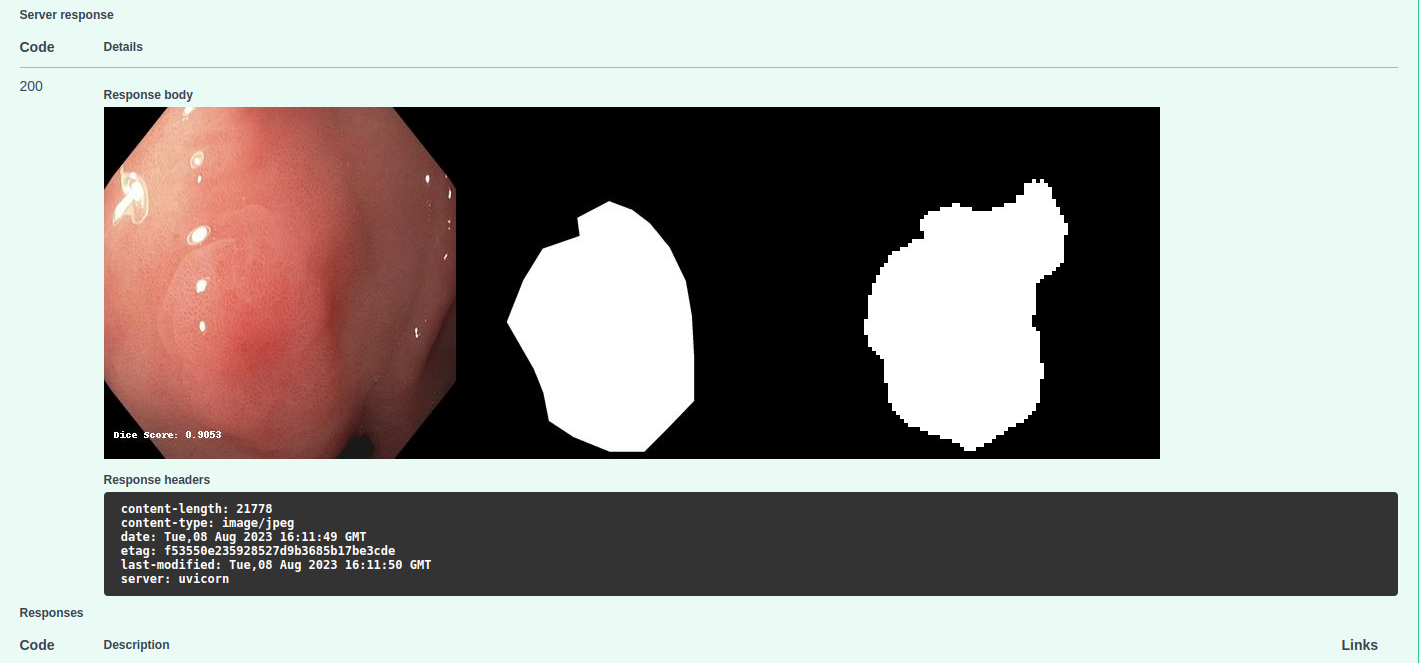 Server response
Code Details
200
Response body
Dice Score: 0.9053
Response headers
content-length: 21778
content-type: image/jpeg
date: Tue,08 Aug 2023 16:11:49 GMT
etag: f53550e235928527d9b3685b17be3cde
last-modified: Tue,08 Aug 2023 16:11:50 GMT
server: uvicorn
Responses
Code Description Links